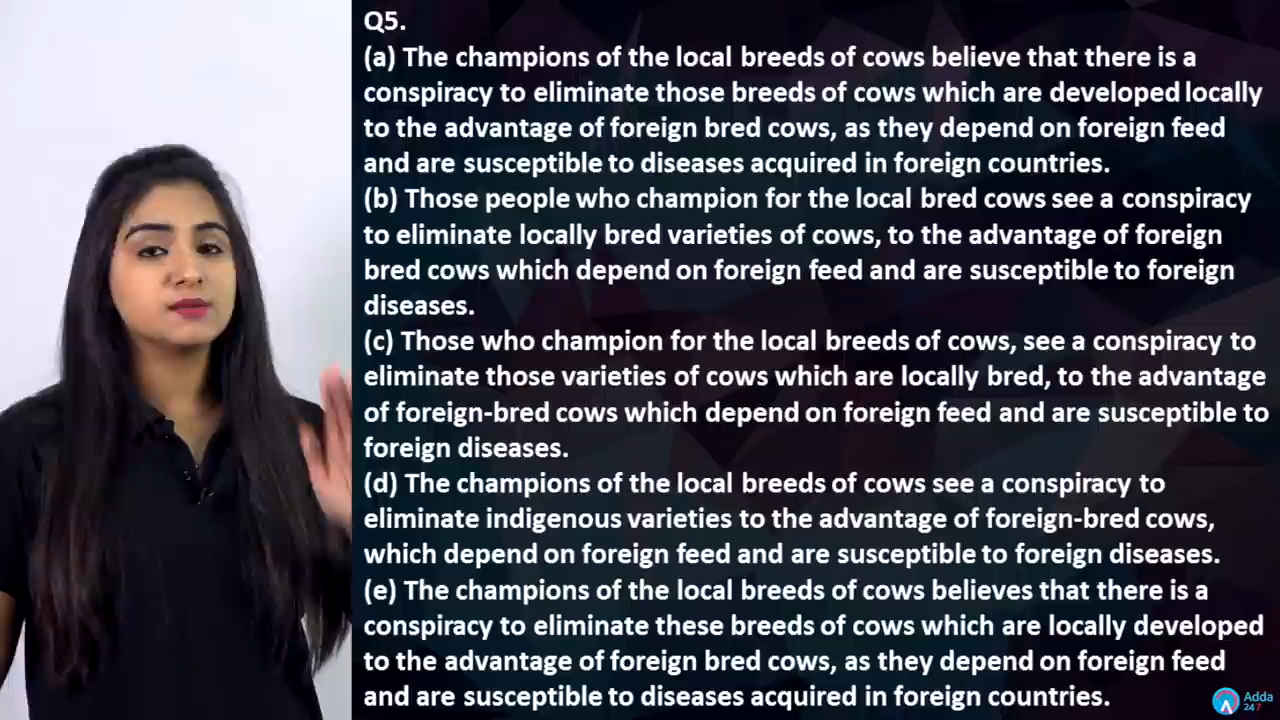 Q5.
(a) The champions of the local breeds of cows believe that there is a
conspiracy to eliminate those breeds of cows which are developed locally
to the advantage of foreign bred cows, as they depend on foreign feed
and are susceptible to diseases acquired in foreign countries.
(b) Those people who champion for the local bred cows see a conspiracy
to eliminate locally bred varieties of cows, to the advantage of foreign
bred cows which depend on foreign feed and are susceptible to foreign
diseases.
(c) Those who champion for the local breeds of cows, see a conspiracy to
eliminate those varieties of cows which are locally bred, to the advantage
of foreign-bred cows which depend on foreign feed and are susceptible to
foreign diseases.
(d) The champions of the local breeds of cows see a conspiracy to
eliminate indigenous varieties to the advantage of foreign-bred cows,
which depend on foreign feed and are susceptible to foreign diseases.
(e) The champions of the local breeds of cows believes that there is a
conspiracy to eliminate these breeds of cows which are locally developed
to the advantage of foreign bred cows, as they depend on foreign feed
and are susceptible to diseases acquired in foreign countries.
Adda
247